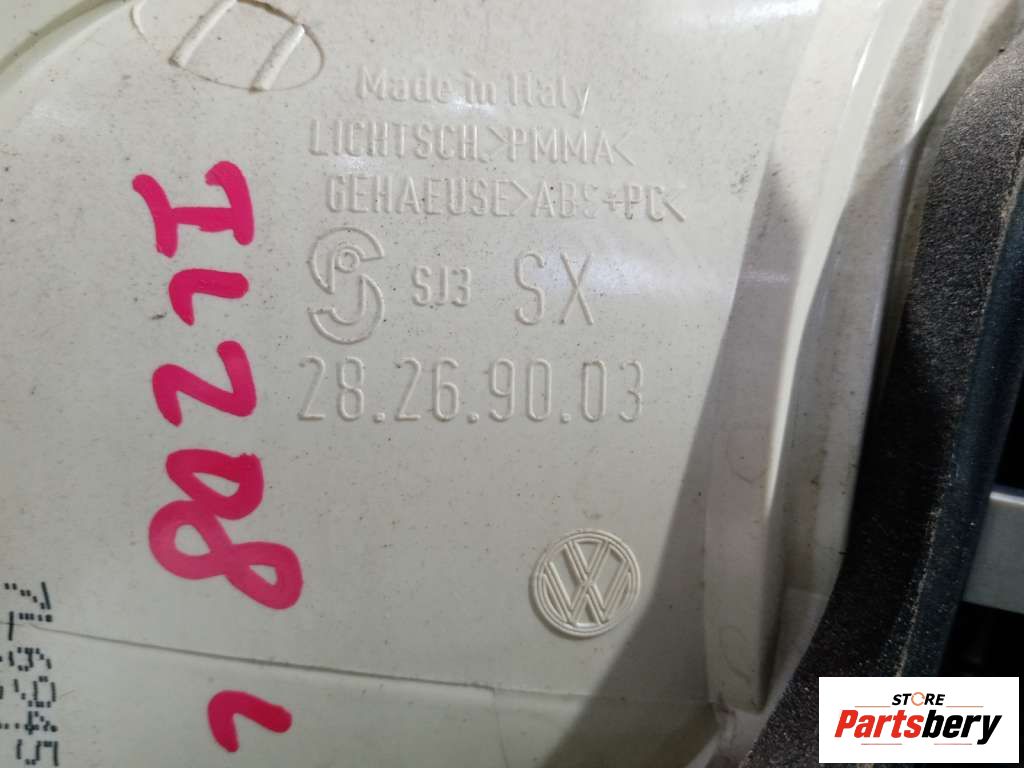 Made in Italy
LICHTSCH.>PMMA<
GEHAEUSE>ABS+PC<
SJ3 SX
28.26.90.03
STORE
Partsbery